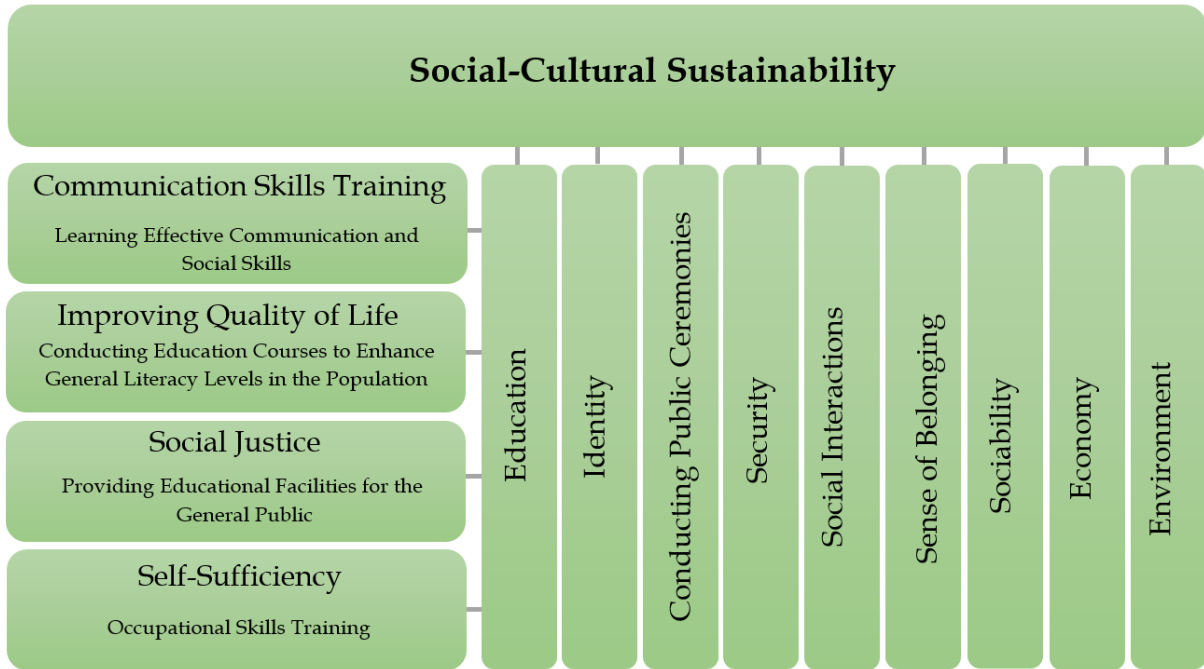 Social-Cultural Sustainability
Communication Skills Training
Learning Effective Communication and
Social Skills
Improving Quality of Life
Conducting Education Courses to Enhance
General Literacy Levels in the Population
Social Justice
Providing Educational Facilities for the
General Public
Self-Sufficiency
Occupational Skills Training
Education
Identity
Conducting Public Ceremonies
Security
Social Interactions
Sense of Belonging
Sociability
Economy
Environment